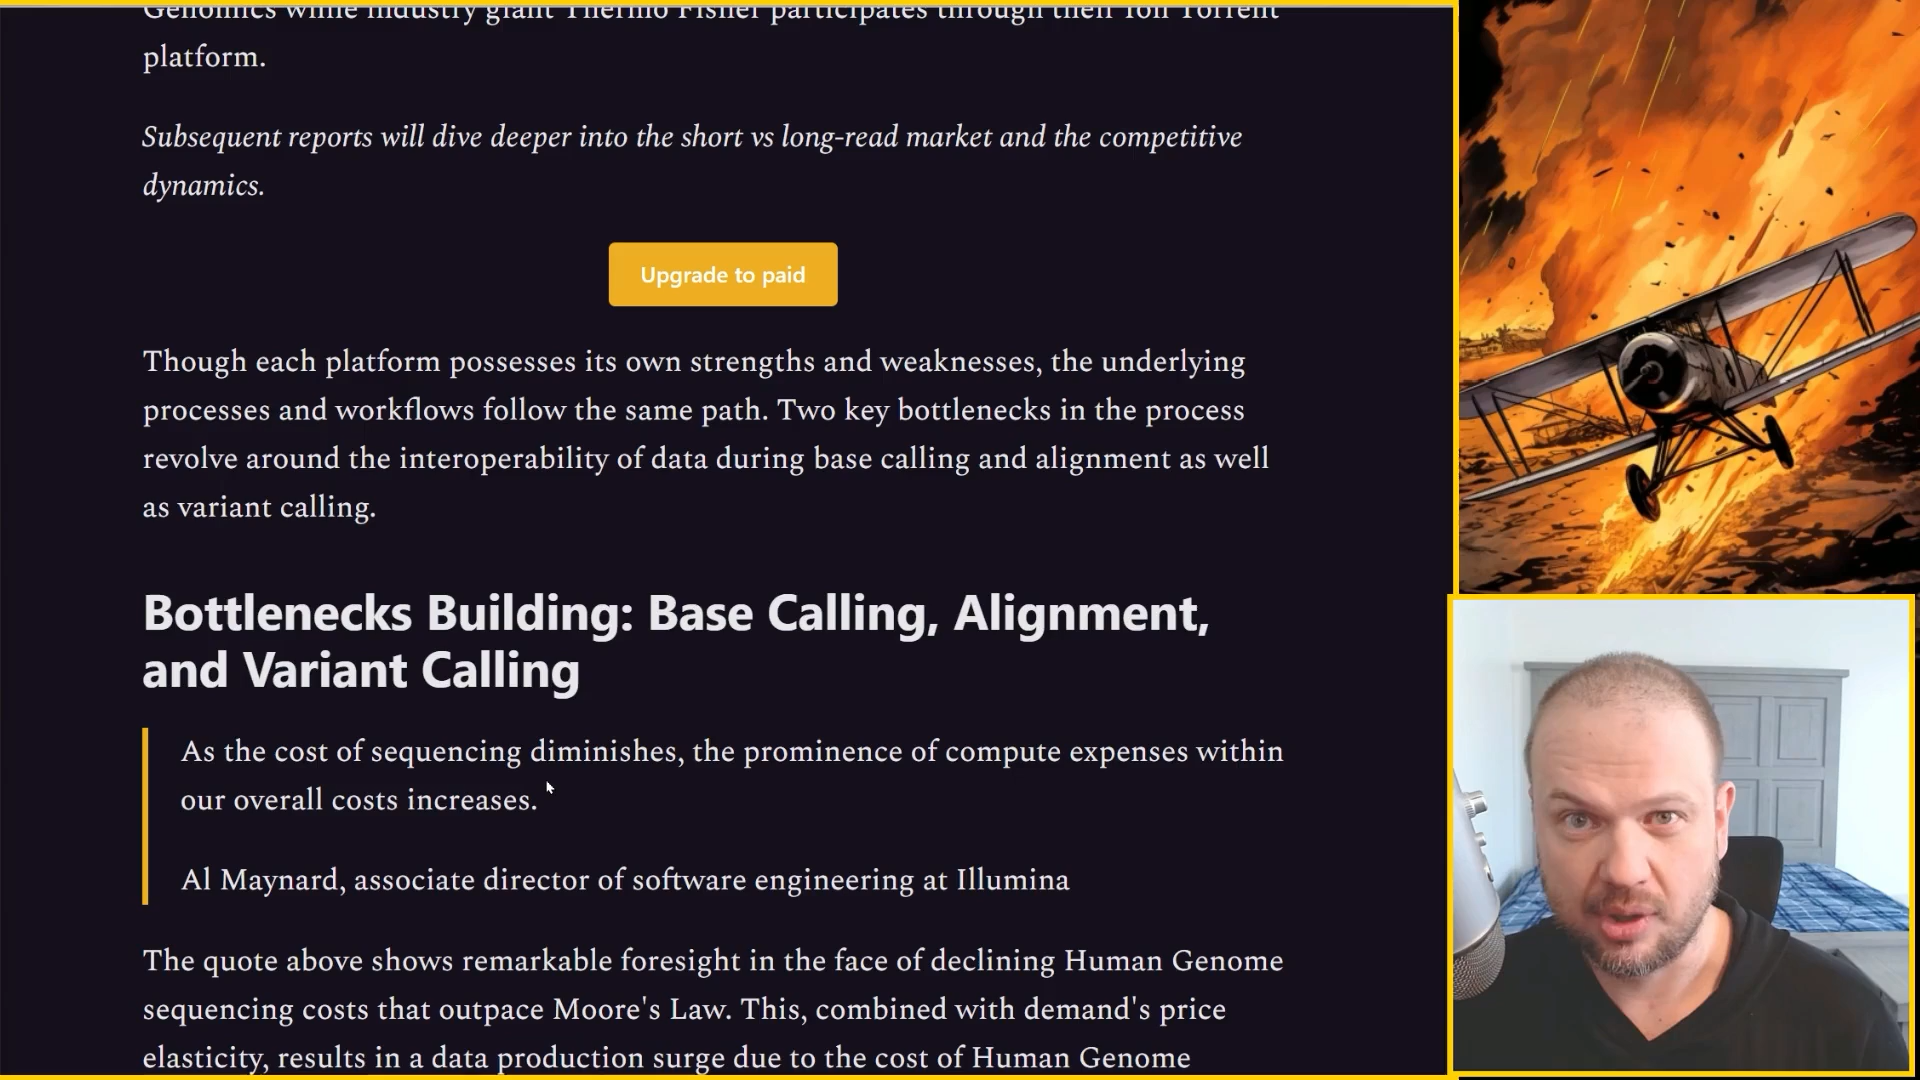 Genomics while industry giant Thermo Fisher participates through their Ion Torrent
platform.
Subsequent reports will dive deeper into the short vs long-read market and the competitive
dynamics.
Upgrade to paid
Though each platform possesses its own strengths and weaknesses, the underlying
processes and workflows follow the same path. Two key bottlenecks in the process
revolve around the interoperability of data during base calling and alignment as well
as variant calling.
Bottlenecks Building: Base Calling, Alignment,
and Variant Calling
As the cost of sequencing diminishes, the prominence of compute expenses within
our overall costs increases.
Al Maynard, associate director of software engineering at Illumina
The quote above shows remarkable foresight in the face of declining Human Genome
sequencing costs that outpace Moore's Law. This, combined with demand's price
elasticity, results in a data production surge due to the cost of Human Genome